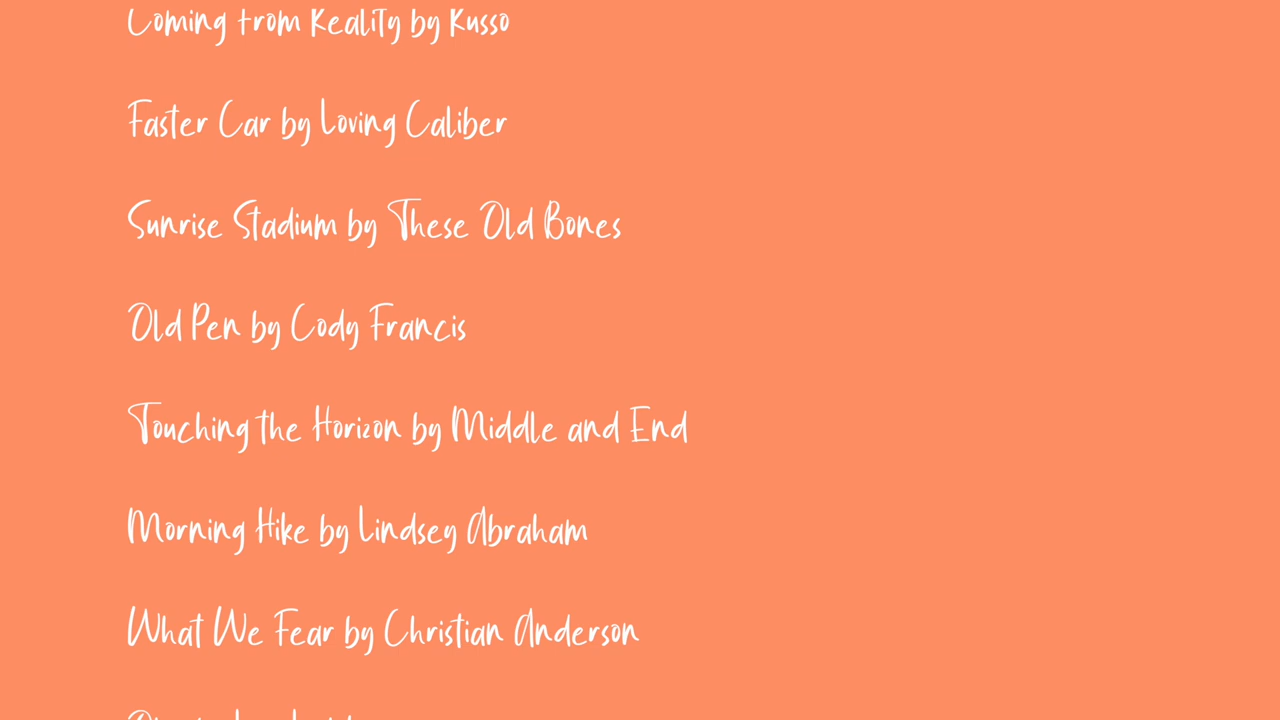 Coming from Reality by Russo
Faster Car by Loving Caliber
Sunrise Stadium by These Old Bones
Old Pen by Cody Francis
Touching the Horizon by Middle and End
Morning Hike by Lindsey Abraham
What We Fear by Christian Anderson